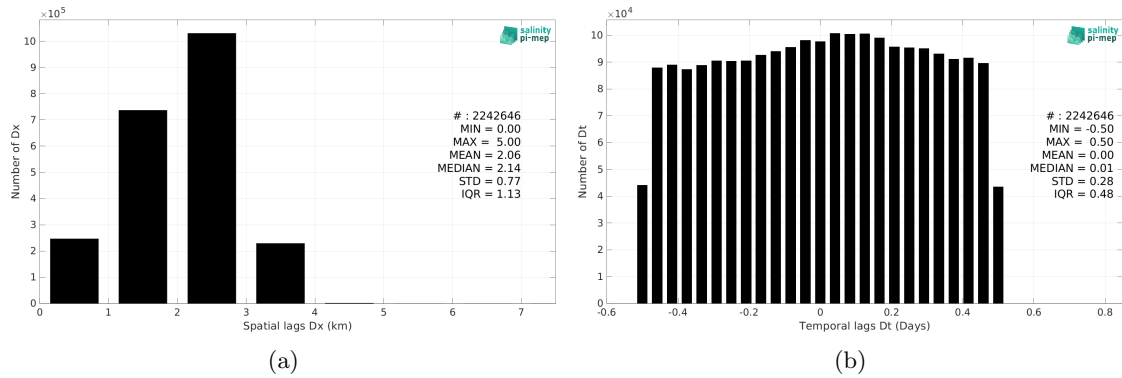 ×10⁵
10
9
8
7
6
5
4
3
2
1
0
Number of Dx
0 1 2 3 4 5 6 7
Spatial lags Dx (km)
salinity
pi-mep
# : 2242646
MIN = 0.00
MAX = 5.00
MEAN = 2.06
MEDIAN = 2.14
STD = 0.77
IQR = 1.13
(a)
×10⁴
10
9
8
7
6
5
4
3
2
1
0
Number of Dt
-0.6 -0.4 -0.2 0 0.2 0.4 0.6 0.8
Temporal lags Dt (Days)
salinity
pi-mep
# : 2242646
MIN = -0.50
MAX = 0.50
MEAN = 0.00
MEDIAN = 0.01
STD = 0.28
IQR = 0.48
(b)